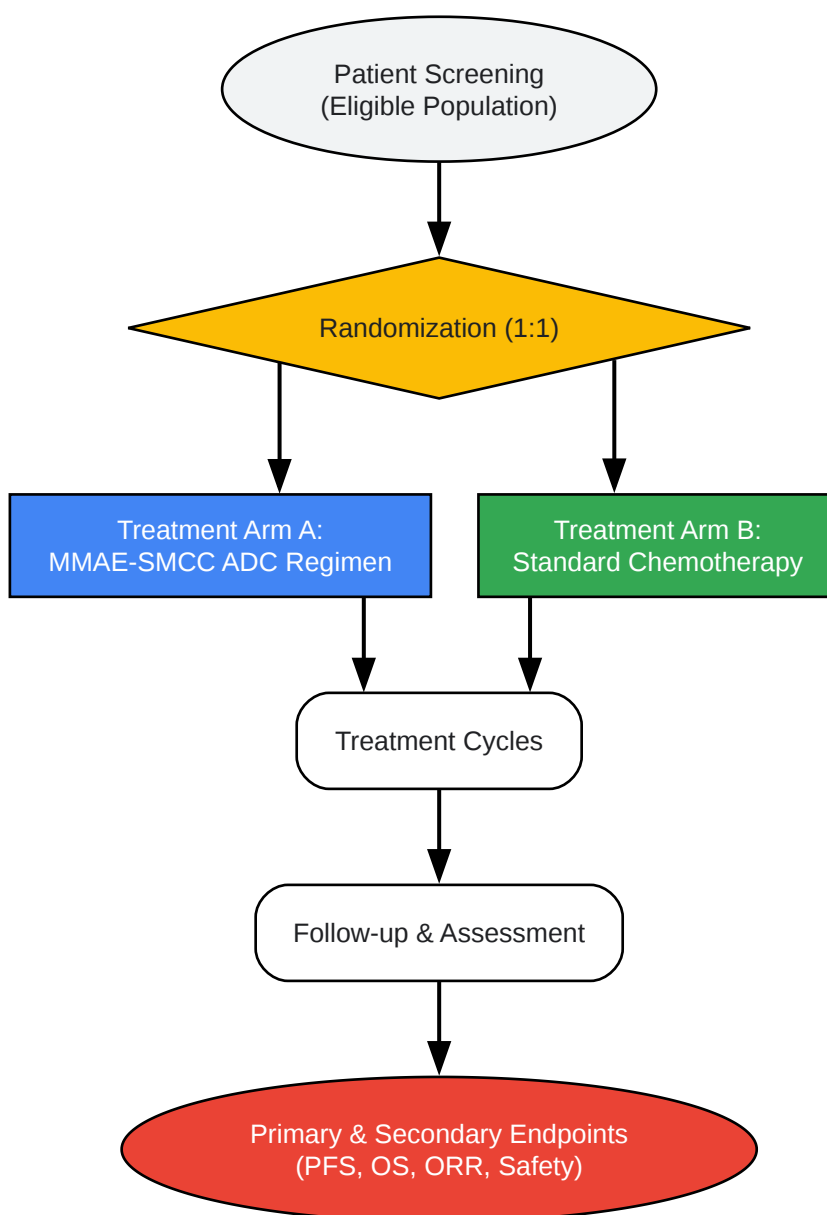 Patient Screening
(Eligible Population)
Randomization (1:1)
Treatment Arm A:
MMAE-SMCC ADC Regimen
Treatment Arm B:
Standard Chemotherapy
Treatment Cycles
Follow-up & Assessment
Primary & Secondary Endpoints
(PFS, OS, ORR, Safety)